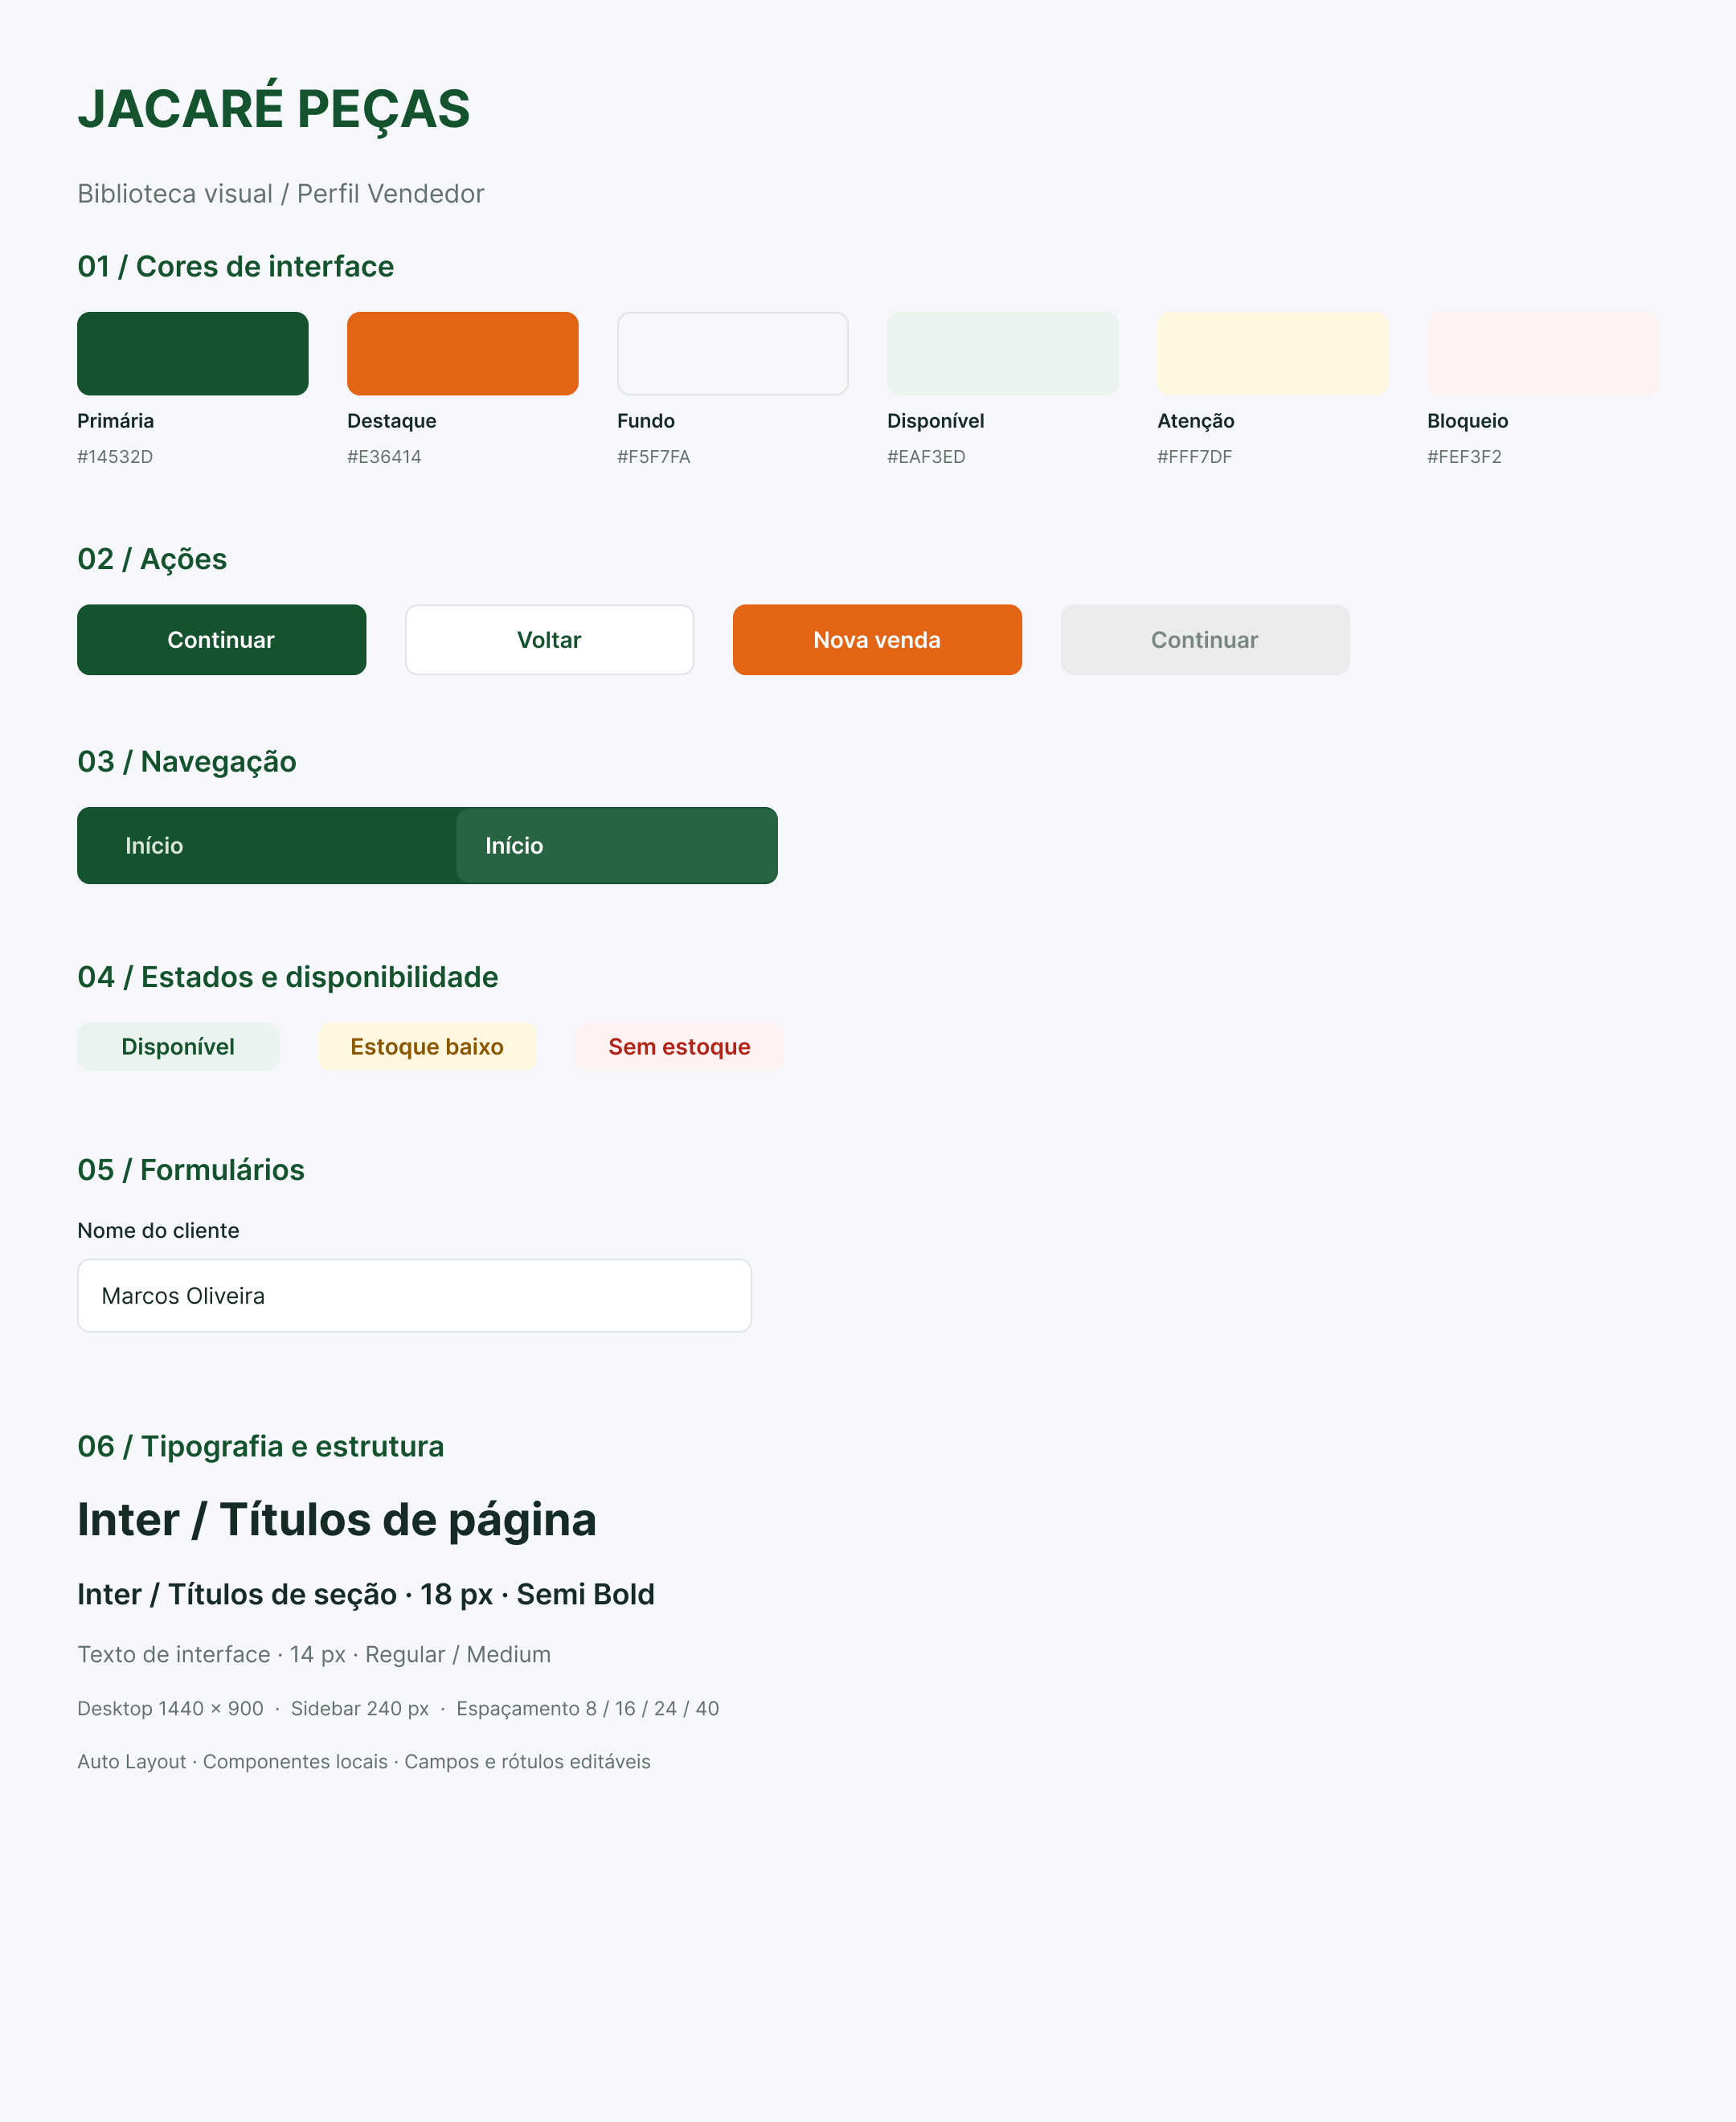 JACARÉ PEÇAS
Biblioteca visual / Perfil Vendedor
01 / Cores de interface
Primária
#14532D
Destaque
#E36414
Fundo
#F5F7FA
Disponível
#EAF3ED
Atenção
#FFF7DF
Bloqueio
#FEF3F2
02 / Ações
Continuar
Voltar
Nova venda
Continuar
03 / Navegação
Início
Início
04 / Estados e disponibilidade
Disponível
Estoque baixo
Sem estoque
05 / Formulários
Nome do cliente
Marcos Oliveira
06 / Tipografia e estrutura
Inter / Títulos de página
Inter / Títulos de seção · 18 px · Semi Bold
Texto de interface · 14 px · Regular / Medium
Desktop 1440 × 900 · Sidebar 240 px · Espaçamento 8 / 16 / 24 / 40
Auto Layout · Componentes locais · Campos e rótulos editáveis